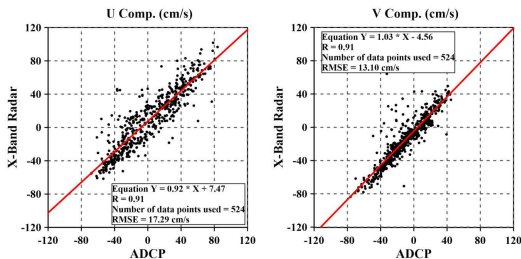 U Comp. (cm/s)
120
80
40
0
-40
-80
-120
X-Band Radar
Equation Y = 0.92 * X + 7.47
R = 0.91
Number of data points used = 524
RMSE = 17.29 cm/s
-120 -80 -40 0 40 80 120
ADCP
V Comp. (cm/s)
120
80
40
0
-40
-80
-120
X-Band Radar
Equation Y = 1.03 * X - 4.56
R = 0.91
Number of data points used = 524
RMSE = 13.10 cm/s
-120 -80 -40 0 40 80 120
ADCP